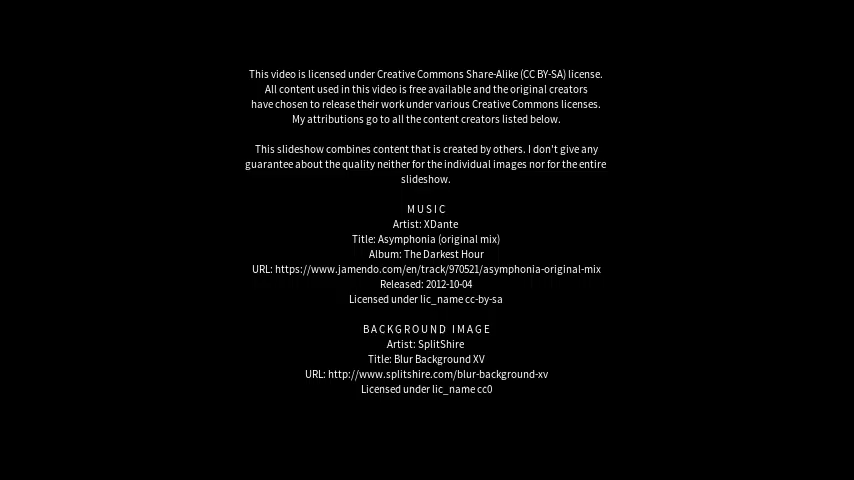 This video is licensed under Creative Commons Share-Alike (CC BY-SA) license.
All content used in this video is free available and the original creators
have chosen to release their work under various Creative Commons licenses.
My attributions go to all the content creators listed below.
This slideshow combines content that is created by others. I don't give any
guarantee about the quality neither for the individual images nor for the entire
slideshow.
MUSIC
Artist: XDante
Title: Asymphonia (original mix)
Album: The Darkest Hour
URL: https://www.jamendo.com/en/track/970521/asymphonia-original-mix
Released: 2012-10-04
Licensed under lic_name cc-by-sa
BACKGROUND IMAGE
Artist: SplitShire
Title: Blur Background XV
URL: http://www.splitshire.com/blur-background-xv
Licensed under lic_name cc0